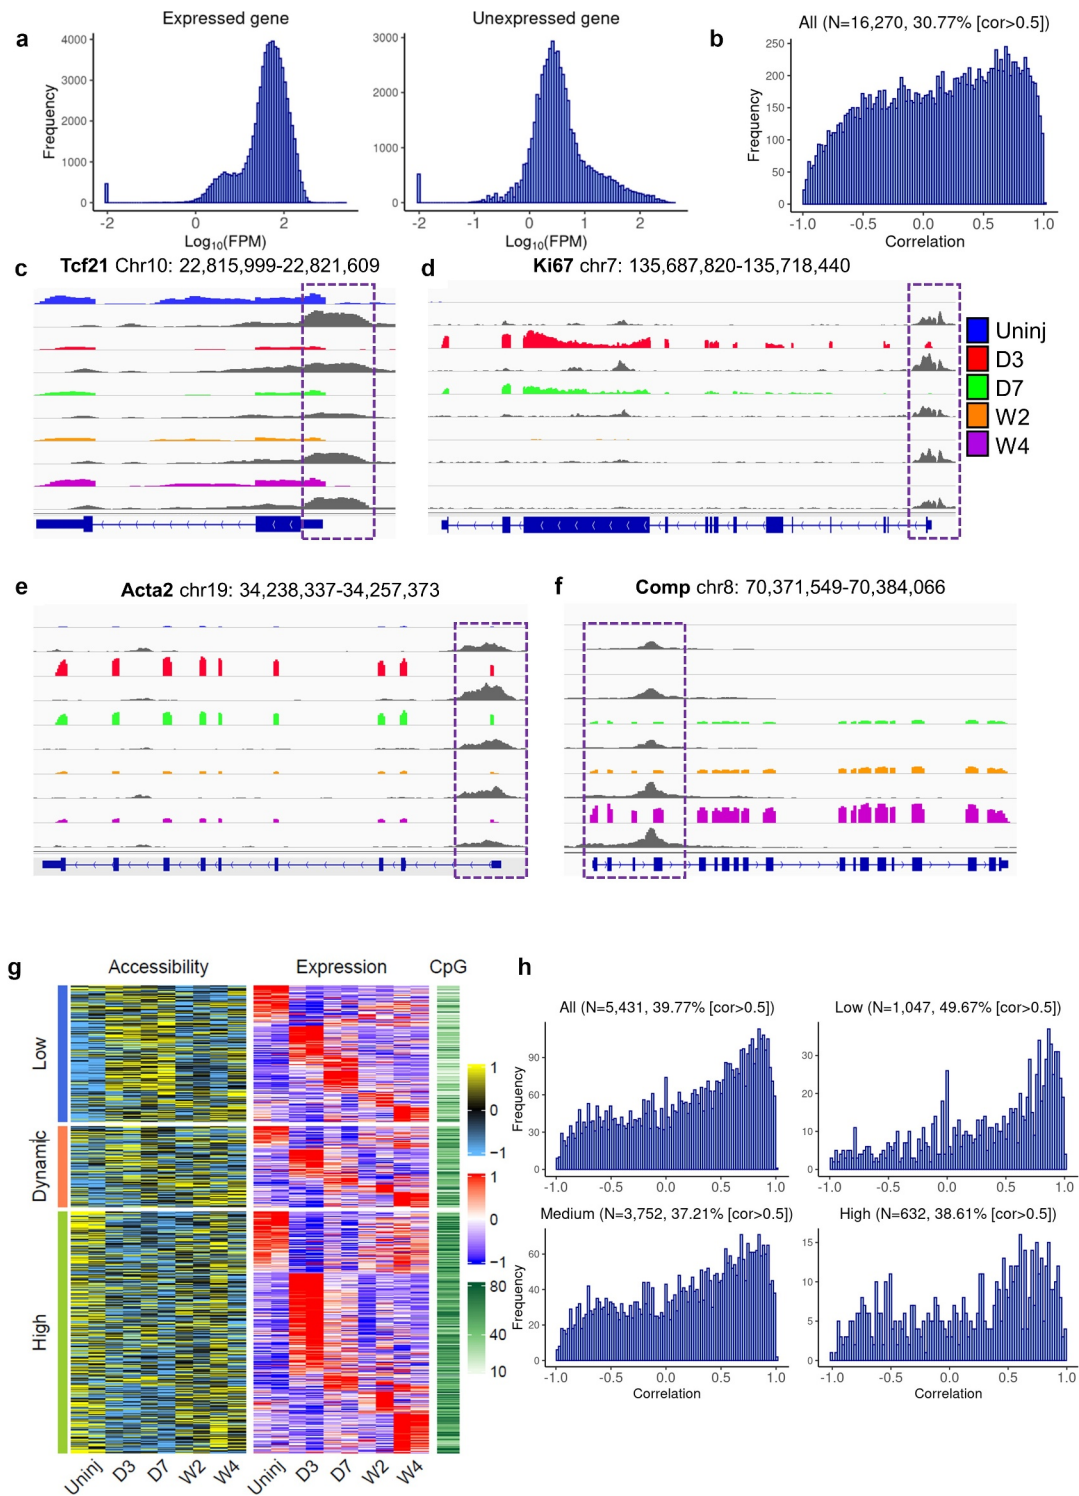 a
Expressed gene
Unexpressed gene
Frequency
4000
3000
2000
1000
0
-2
0
2
Log10(FPM)
3000
2000
1000
0
-2
-1
0
1
2
Log10(FPM)
b
All (N=16,270, 30.77% [cor>0.5])
Frequency
250
200
150
100
50
0
-1.0
-0.5
0.0
0.5
1.0
Correlation
c
Tcf21 Chr10: 22,815,999-22,821,609
d
Ki67 chr7: 135,687,820-135,718,440
Uninj
D3
D7
W2
W4
e
Acta2 chr19: 34,238,337-34,257,373
f
Comp chr8: 70,371,549-70,384,066
g
Accessibility
Expression
CpG
Low
Dynamic
High
1
0
−1
1
0
−1
80
40
10
Uninj
D3
D7
W2
W4
Uninj
D3
D7
W2
W4
h
All (N=5,431, 39.77% [cor>0.5])
Frequency
90
60
30
0
-1.0
-0.5
0.0
0.5
1.0
Low (N=1,047, 49.67% [cor>0.5])
30
20
10
0
-1.0
-0.5
0.0
0.5
1.0
Medium (N=3,752, 37.21% [cor>0.5])
Frequency
60
40
20
0
-1.0
-0.5
0.0
0.5
1.0
Correlation
High (N=632, 38.61% [cor>0.5])
15
10
5
0
-1.0
-0.5
0.0
0.5
1.0
Correlation